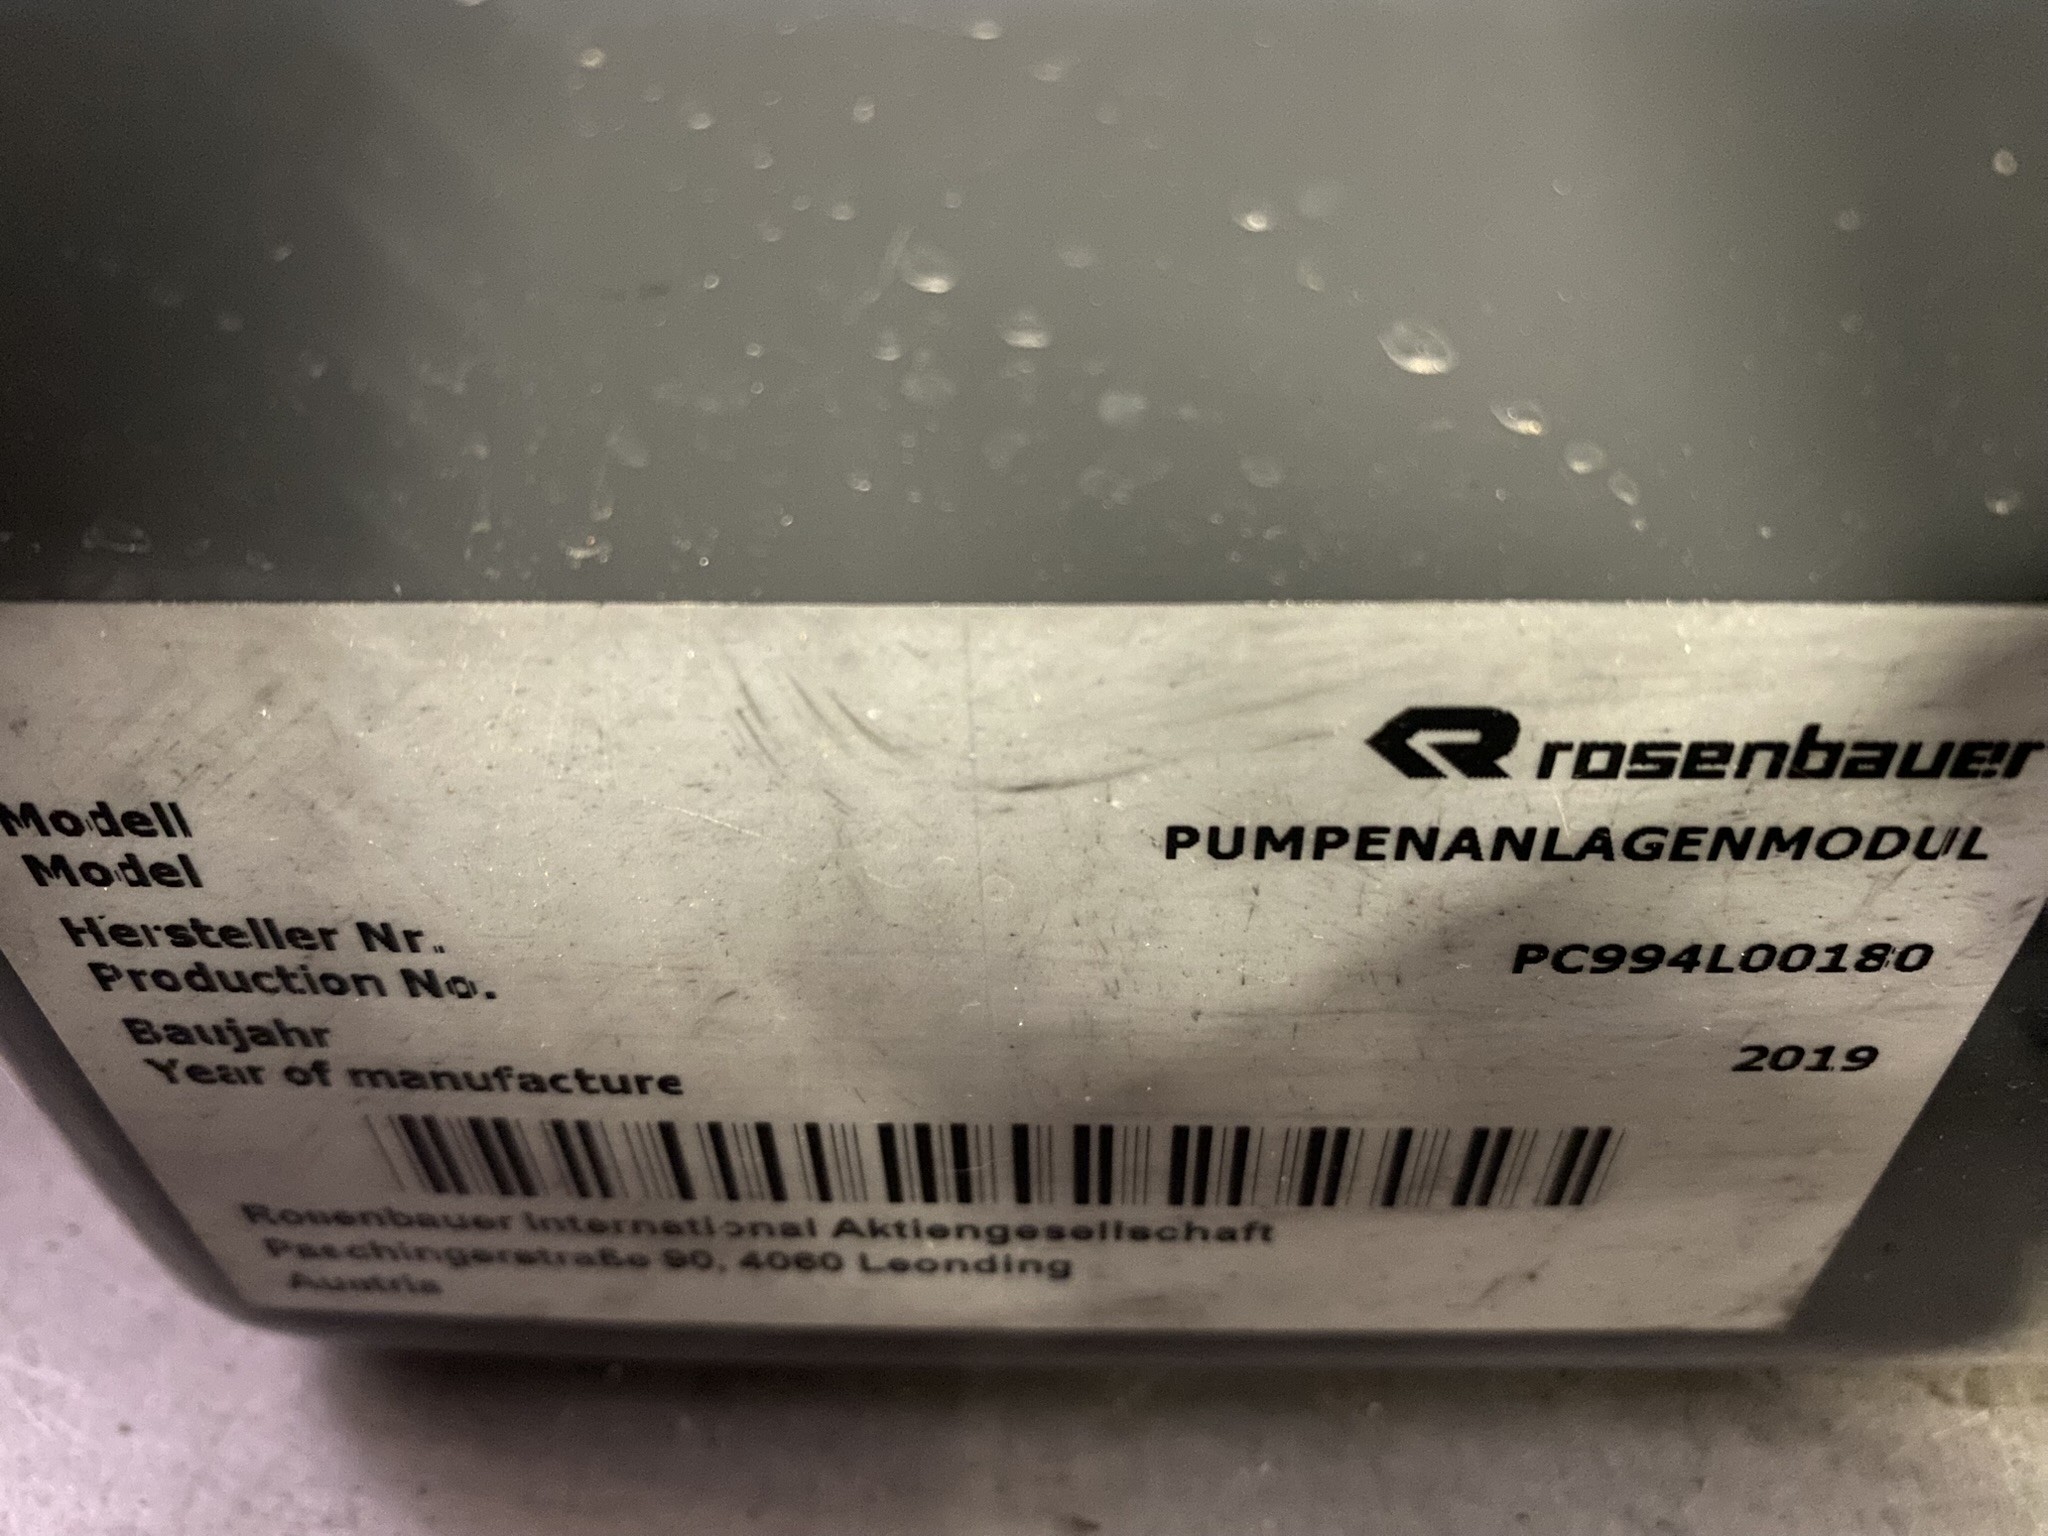 rosenbauer
Modell
Model
PUMPENANLAGENMODUL
Hersteller Nr.
Production No.
PC994L00180
Baujahr
Year of manufacture
2019
Rosenbauer International Aktiengesellschaft
Paschingerstraße 90, 4060 Leonding
Austria